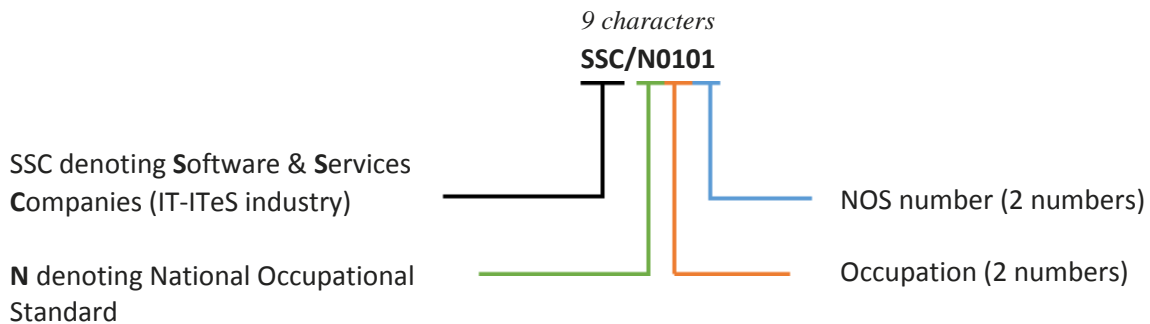 9 characters
SSC/N0101
SSC denoting Software & Services
Companies (IT-ITeS industry)
NOS number (2 numbers)
N denoting National Occupational
Standard
Occupation (2 numbers)